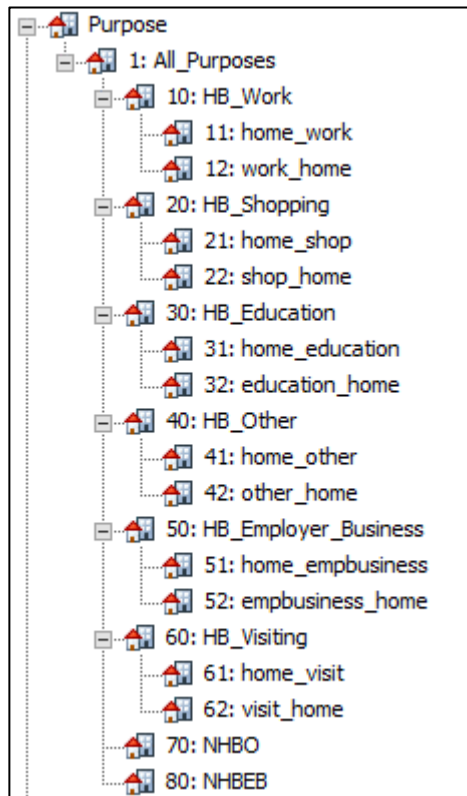 Purpose
1: All_Purposes
10: HB_Work
11: home_work
12: work_home
20: HB_Shopping
21: home_shop
22: shop_home
30: HB_Education
31: home_education
32: education_home
40: HB_Other
41: home_other
42: other_home
50: HB_Employer_Business
51: home_empbusiness
52: empbusiness_home
60: HB_Visiting
61: home_visit
62: visit_home
70: NHBO
80: NHBEB